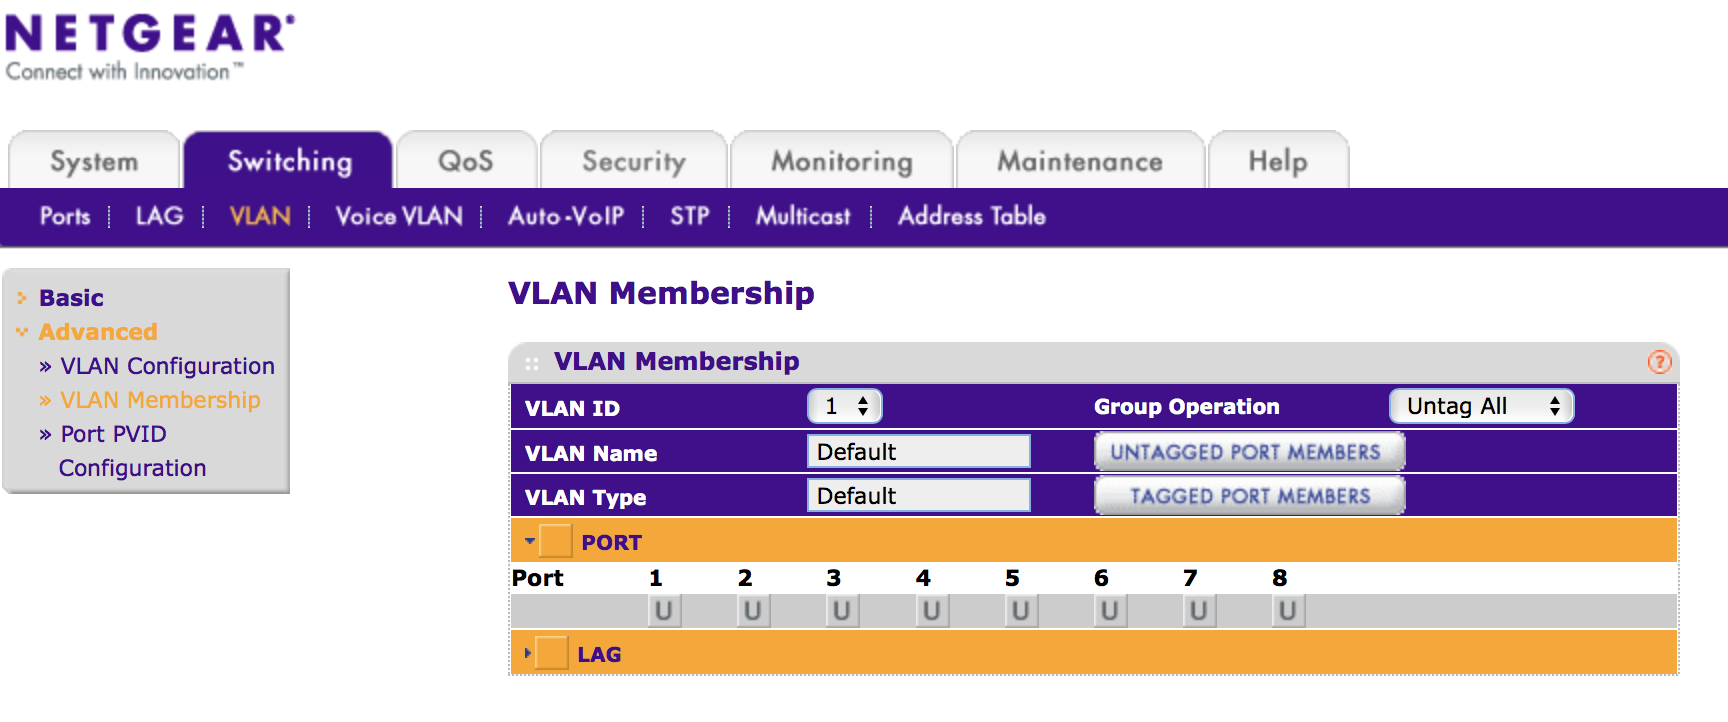 NETGEAR®
Connect with Innovation™
System Switching QoS Security Monitoring Maintenance Help
Ports LAG VLAN Voice VLAN Auto-VoIP STP Multicast Address Table
Basic
Advanced
» VLAN Configuration
» VLAN Membership
» Port PVID
Configuration
VLAN Membership
VLAN Membership ?
VLAN ID 1 Group Operation Untag All
VLAN Name Default UNTAGGED PORT MEMBERS
VLAN Type Default TAGGED PORT MEMBERS
PORT
Port 1 2 3 4 5 6 7 8
U U U U U U U U
LAG